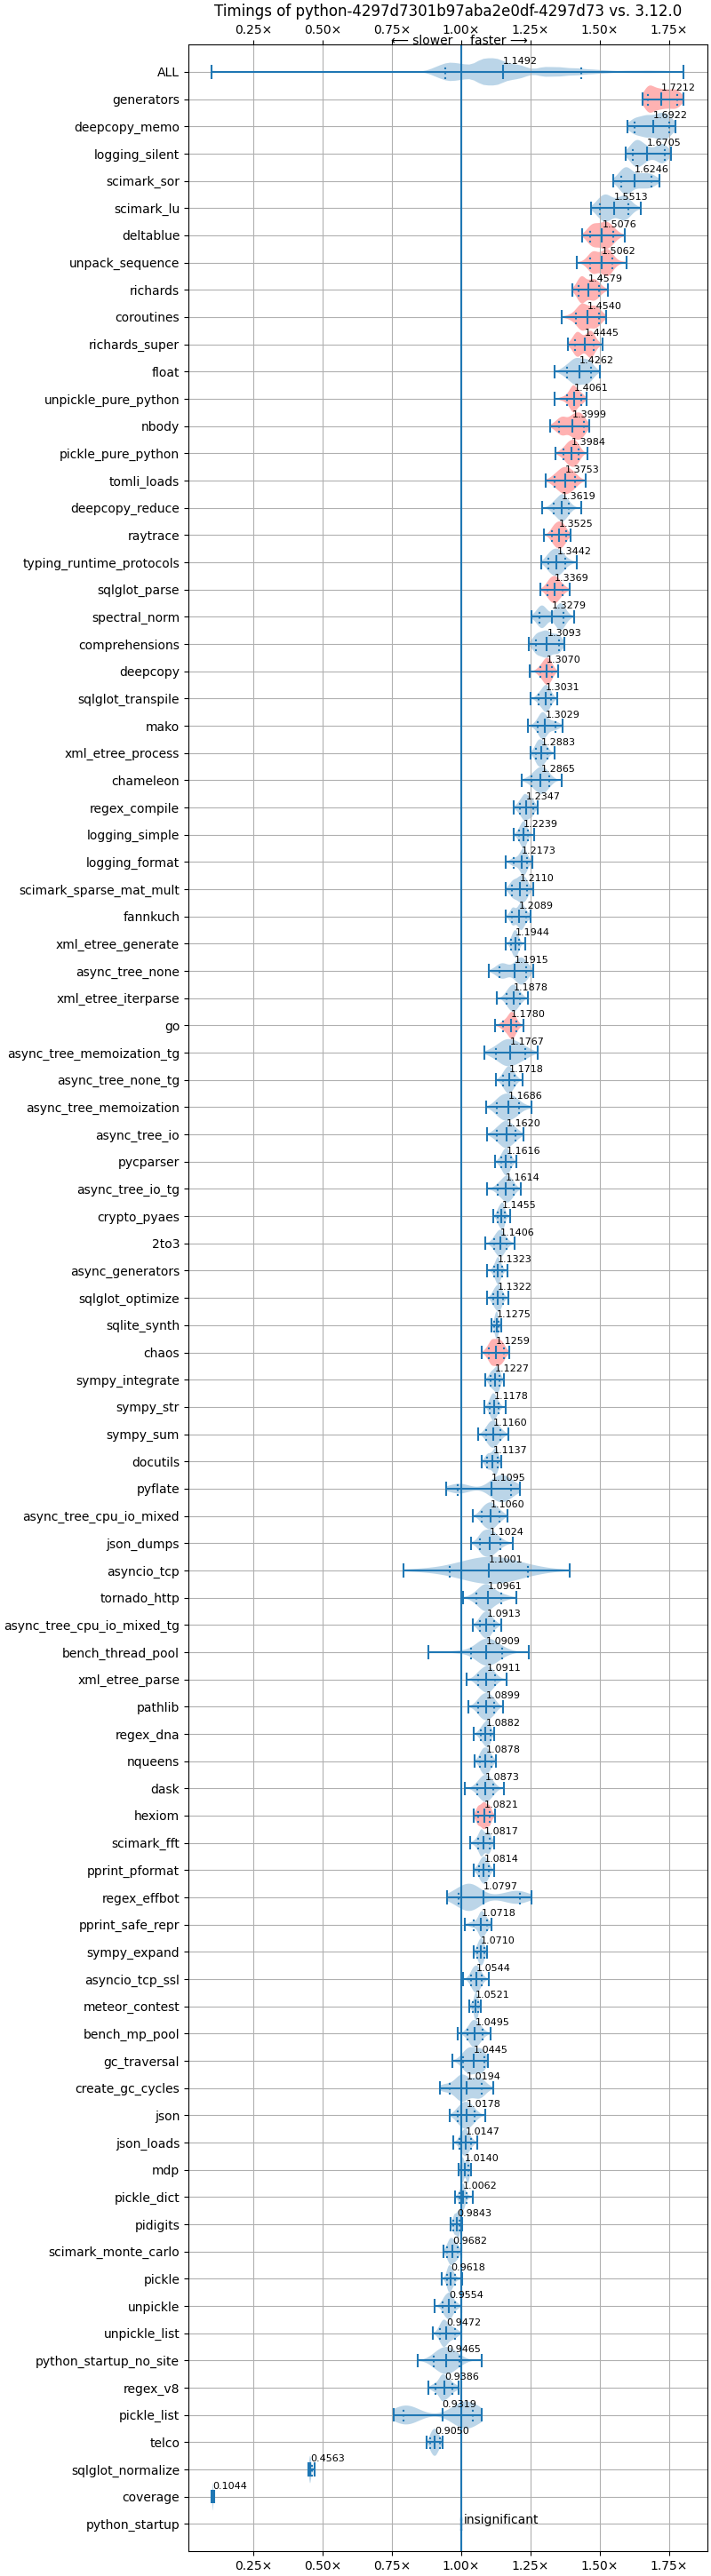 Timings of python-4297d7301b97aba2e0df-4297d73 vs. 3.12.0
0.25× 0.50× 0.75× 1.00× 1.25× 1.50× 1.75×
⟵ slower faster ⟶
ALL 1.1492
generators 1.7212
deepcopy_memo 1.6922
logging_silent 1.6705
scimark_sor 1.6246
scimark_lu 1.5513
deltablue 1.5076
unpack_sequence 1.5062
richards 1.4579
coroutines 1.4540
richards_super 1.4445
float 1.4262
unpickle_pure_python 1.4061
nbody 1.3999
pickle_pure_python 1.3984
tomli_loads 1.3753
deepcopy_reduce 1.3619
raytrace 1.3525
typing_runtime_protocols 1.3442
sqlglot_parse 1.3369
spectral_norm 1.3279
comprehensions 1.3093
deepcopy 1.3070
sqlglot_transpile 1.3031
mako 1.3029
xml_etree_process 1.2883
chameleon 1.2865
regex_compile 1.2347
logging_simple 1.2239
logging_format 1.2173
scimark_sparse_mat_mult 1.2110
fannkuch 1.2089
xml_etree_generate 1.1944
async_tree_none 1.1915
xml_etree_iterparse 1.1878
go 1.1780
async_tree_memoization_tg 1.1767
async_tree_none_tg 1.1718
async_tree_memoization 1.1686
async_tree_io 1.1620
pycparser 1.1616
async_tree_io_tg 1.1614
crypto_pyaes 1.1455
2to3 1.1406
async_generators 1.1323
sqlglot_optimize 1.1322
sqlite_synth 1.1275
chaos 1.1259
sympy_integrate 1.1227
sympy_str 1.1178
sympy_sum 1.1160
docutils 1.1137
pyflate 1.1095
async_tree_cpu_io_mixed 1.1060
json_dumps 1.1024
asyncio_tcp 1.1001
tornado_http 1.0961
async_tree_cpu_io_mixed_tg 1.0913
bench_thread_pool 1.0909
xml_etree_parse 1.0911
pathlib 1.0899
regex_dna 1.0882
nqueens 1.0878
dask 1.0873
hexiom 1.0821
scimark_fft 1.0817
pprint_pformat 1.0814
regex_effbot 1.0797
pprint_safe_repr 1.0718
sympy_expand 1.0710
asyncio_tcp_ssl 1.0544
meteor_contest 1.0521
bench_mp_pool 1.0495
gc_traversal 1.0445
create_gc_cycles 1.0194
json 1.0178
json_loads 1.0147
mdp 1.0140
pickle_dict 1.0062
pidigits 0.9843
scimark_monte_carlo 0.9682
pickle 0.9618
unpickle 0.9554
unpickle_list 0.9472
python_startup_no_site 0.9465
regex_v8 0.9386
pickle_list 0.9319
telco 0.9050
sqlglot_normalize 0.4563
coverage 0.1044
python_startup insignificant
0.25× 0.50× 0.75× 1.00× 1.25× 1.50× 1.75×